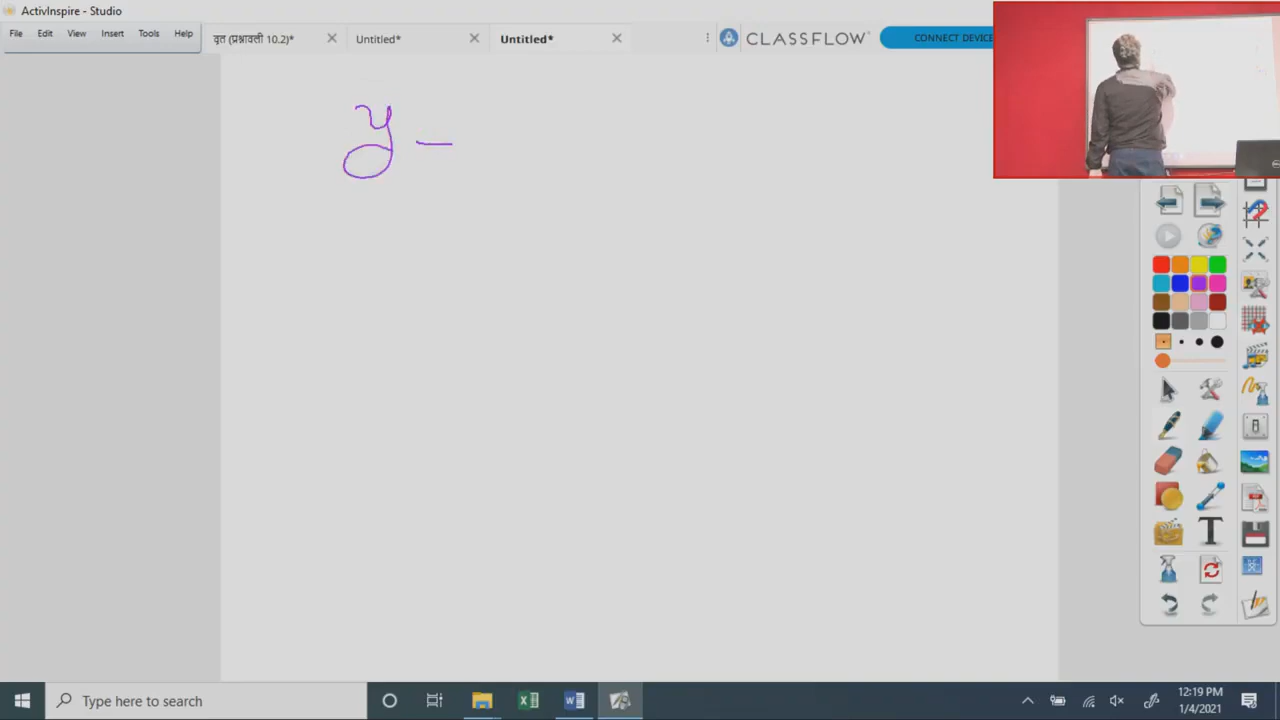 ActivInspire - Studio
File Edit View Insert Tools Help
वृत (प्रश्नावली 10.2)* Untitled* Untitled*
CLASSFLOW
CONNECT DEVICE
y —
T
Type here to search
12:19 PM
1/4/2021